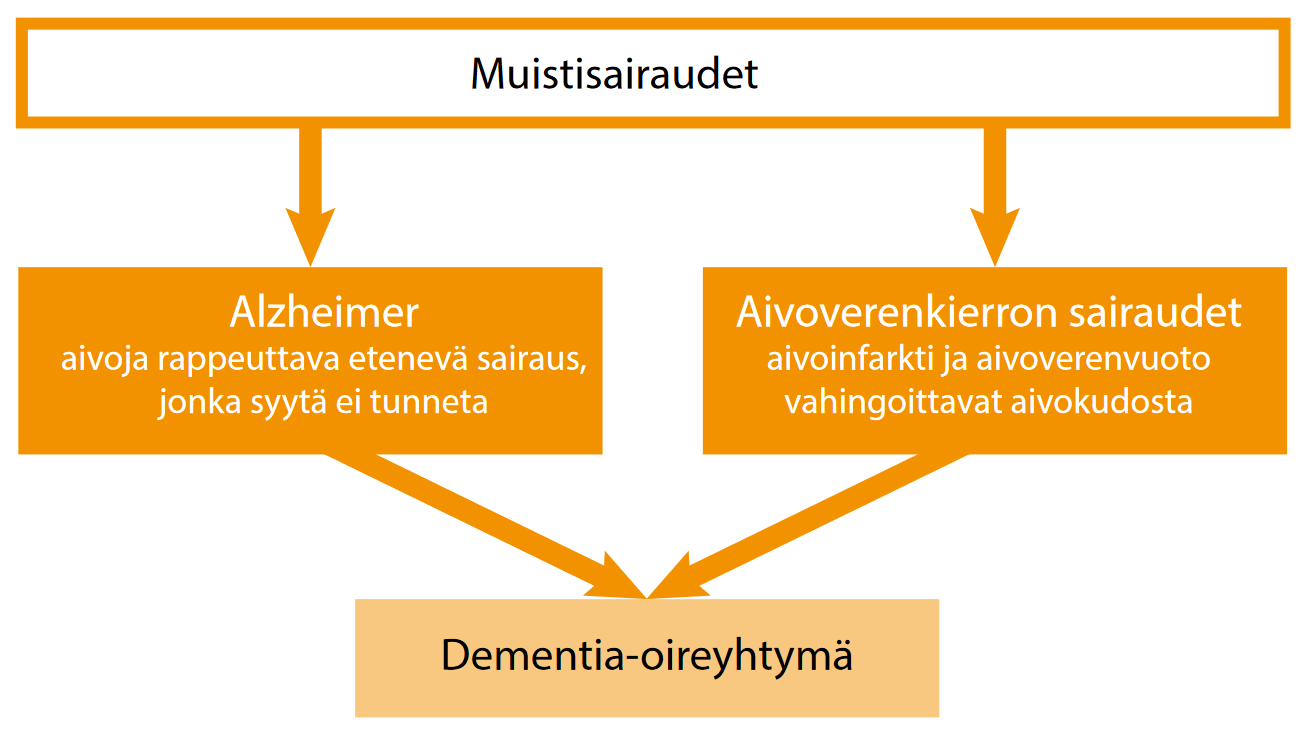 Muistisairaudet
Alzheimer
aivoja rappeuttava etenevä sairaus,
jonka syytä ei tunneta
Aivoverenkierron sairaudet
aivoinfarkti ja aivoverenvuoto
vahingoittavat aivokudosta
Dementia-oireyhtymä